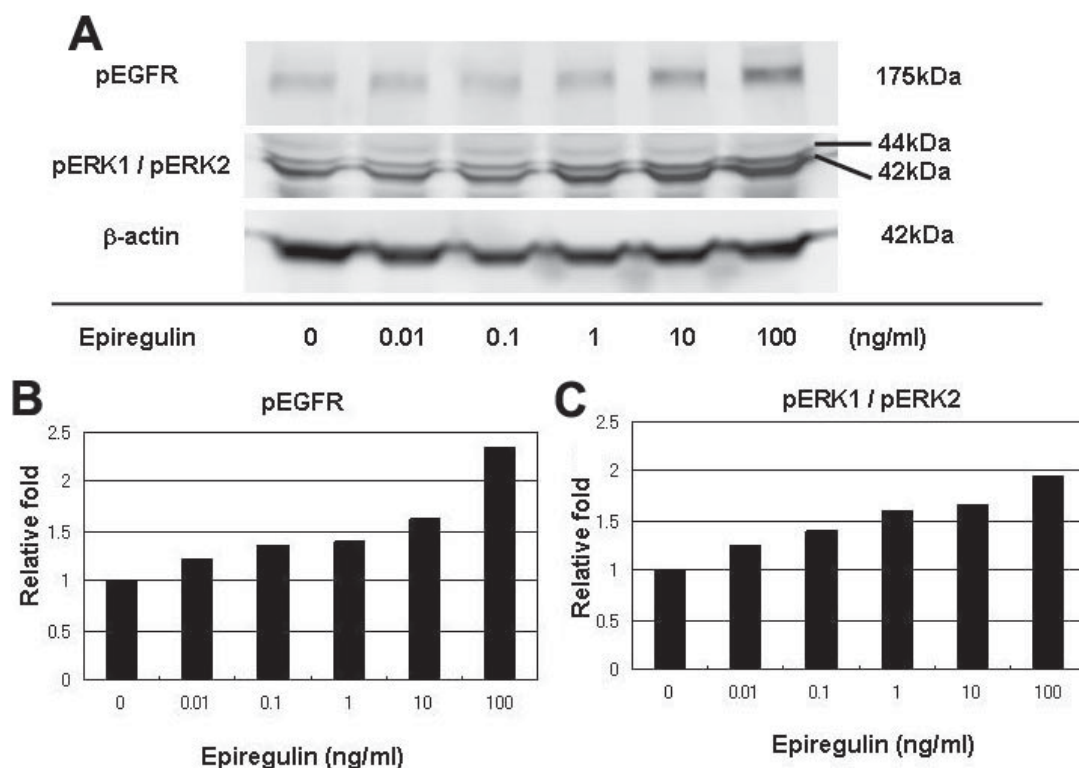 A
pEGFR 175kDa
44kDa
pERK1 / pERK2 42kDa
β-actin 42kDa
Epiregulin 0 0.01 0.1 1 10 100 (ng/ml)
B
pEGFR
Relative fold
2.5
2
1.5
1
0.5
0
0 0.01 0.1 1 10 100
Epiregulin (ng/ml)
C
pERK1 / pERK2
Relative fold
2.5
2
1.5
1
0.5
0
0 0.01 0.1 1 10 100
Epiregulin (ng/ml)